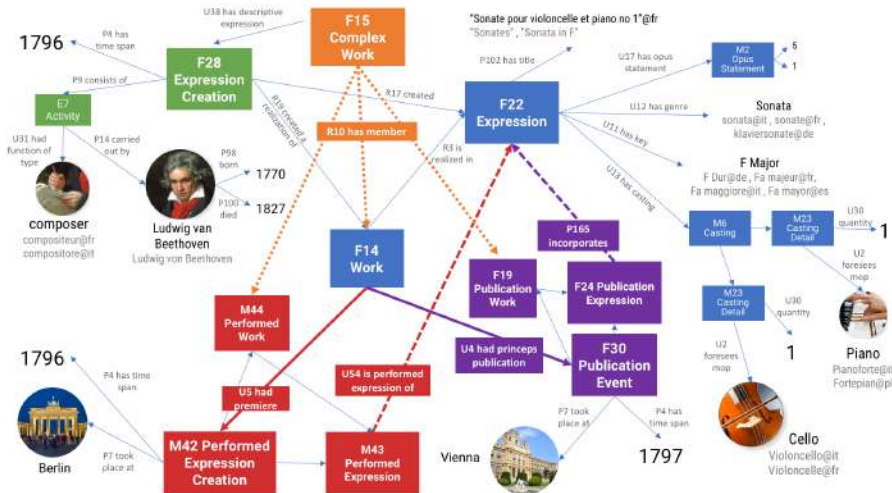 U38 has descriptive
expression
F15
Complex
Work
"Sonate pour violoncelle et piano no 1"@fr
"Sonates" , "Sonata in F"
1796
P4 has
time span
F28
Expression
Creation
P102 has title
U17 has opus
statement
M2
Opus
Statement
5
1
P9 consists of
R17 created
F22
Expression
U12 has genre
Sonata
sonata@it , sonate@fr ,
klaviersonate@de
E7
Activity
R19 created a
realization of
R10 has member
U11 has key
U31 had
function of
type
P14 carried
out by
P98
born
1770
R3 is
realized in
F Major
F Dur@de , Fa majeur@fr,
Fa maggiore@it , Fa mayor@es
U13 has casting
P100
died
1827
composer
compositeur@fr
compositore@it
Ludwig van
Beethoven
Ludwig von Beethoven
F14
Work
P165
incorporates
M6
Casting
M23
Casting
Detail
U30
quantity
1
F19
Publication
Work
F24 Publication
Expression
U2
foresees
mop
M44
Performed
Work
M23
Casting
Detail
U30
quantity
1
Piano
Pianoforte@it
Fortepian@pl
U4 had princeps
publication
F30
Publication
Event
U2
foresees
mop
1796
P4 has time
span
U5 had
premiere
U54 is performed
expression of
Berlin
P7 took
place at
M42 Performed
Expression
Creation
M43
Performed
Expression
Vienna
P7 took
place at
P4 has
time span
1797
Cello
Violoncello@it
Violoncelle@fr